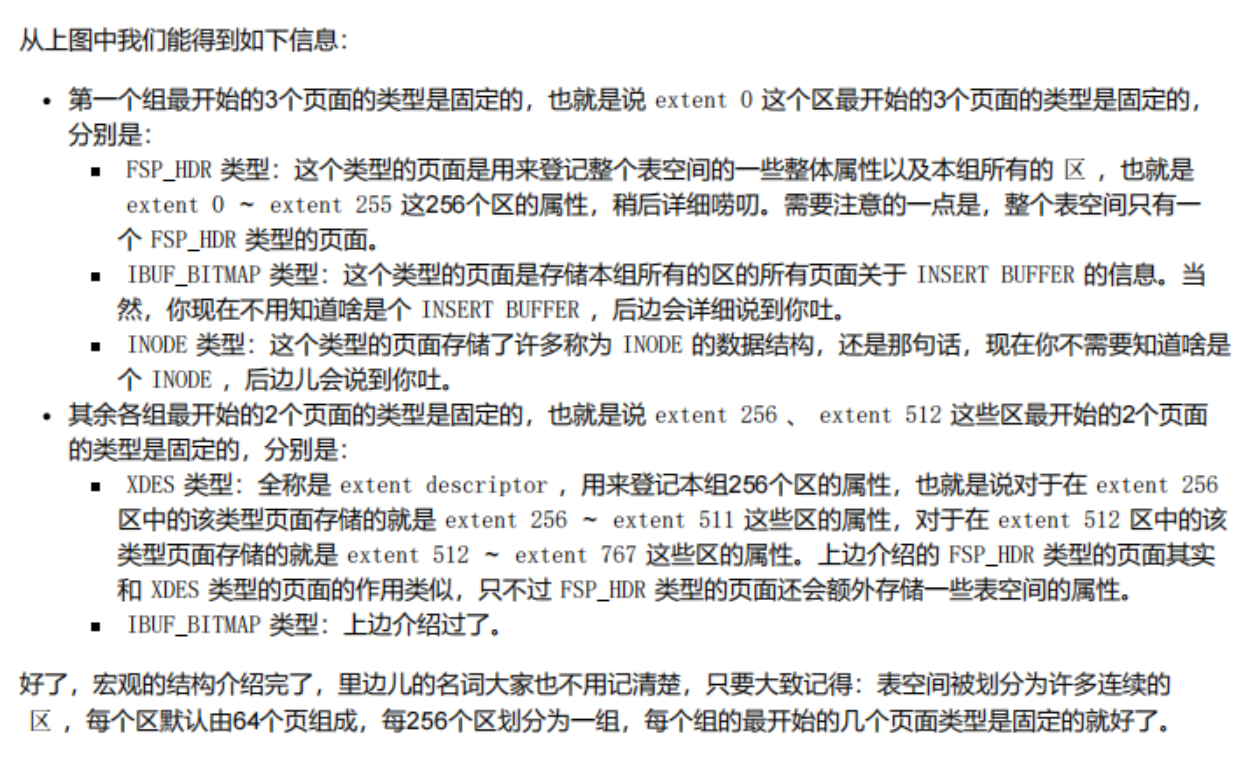 从上图中我们能得到如下信息：
• 第一个组最开始的3个页面的类型是固定的，也就是说 extent 0 这个区最开始的3个页面的类型是固定的，
分别是：
▪ FSP_HDR 类型：这个类型的页面是用来登记整个表空间的一些整体属性以及本组所有的 区 ，也就是
extent 0 ~ extent 255 这256个区的属性，稍后详细唠叨。需要注意的一点是，整个表空间只有一
个 FSP_HDR 类型的页面。
▪ IBUF_BITMAP 类型：这个类型的页面是存储本组所有的区的所有页面关于 INSERT BUFFER 的信息。当
然，你现在不用知道啥是个 INSERT BUFFER ，后边会详细说到你吐。
▪ INODE 类型：这个类型的页面存储了许多称为 INODE 的数据结构，还是那句话，现在你不需要知道啥是
个 INODE ，后边儿会说到你吐。
• 其余各组最开始的2个页面的类型是固定的，也就是说 extent 256 、 extent 512 这些区最开始的2个页面
的类型是固定的，分别是：
▪ XDES 类型：全称是 extent descriptor ，用来登记本组256个区的属性，也就是说对于在 extent 256
区中的该类型页面存储的就是 extent 256 ~ extent 511 这些区的属性，对于在 extent 512 区中的该
类型页面存储的就是 extent 512 ~ extent 767 这些区的属性。上边介绍的 FSP_HDR 类型的页面其实
和 XDES 类型的页面的作用类似，只不过 FSP_HDR 类型的页面还会额外存储一些表空间的属性。
▪ IBUF_BITMAP 类型：上边介绍过了。
好了，宏观的结构介绍完了，里边儿的名词大家也不用记清楚，只要大致记得：表空间被划分为许多连续的
区 ，每个区默认由64个页组成，每256个区划分为一组，每个组的最开始的几个页面类型是固定的就好了。